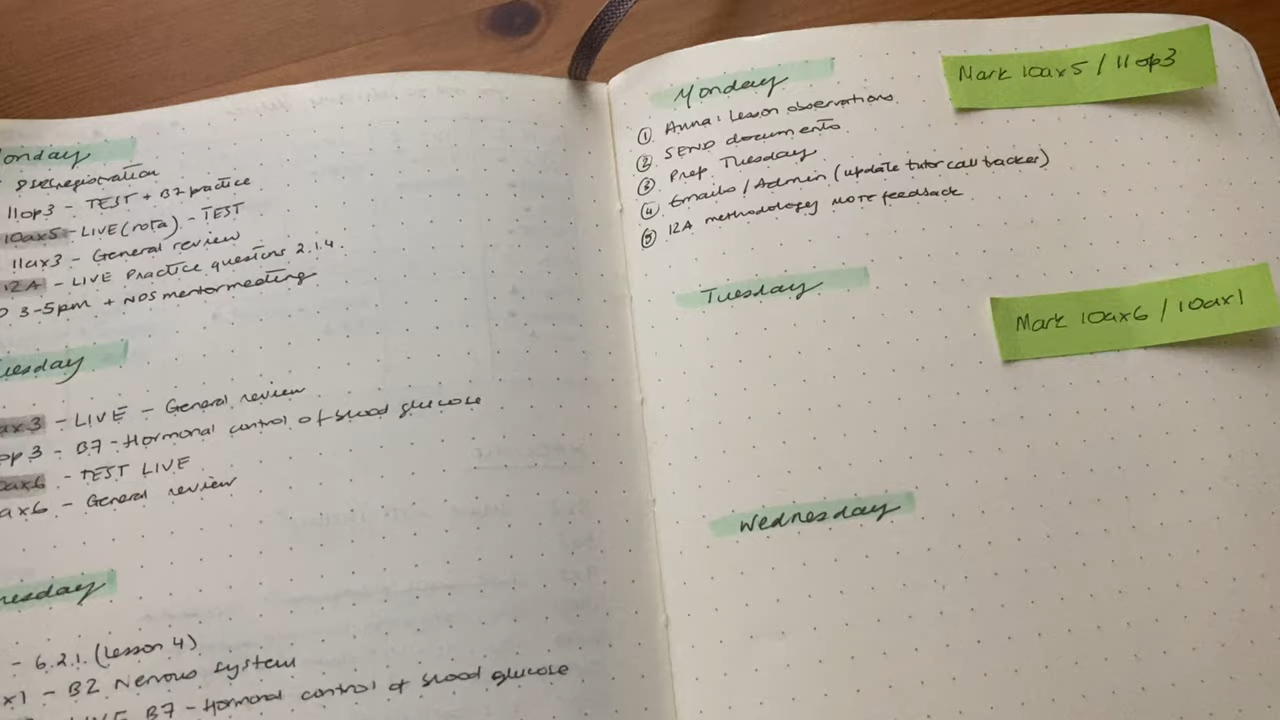 onday
registration
11op3 - TEST + B2 practice
10ax5 - LIVE (rota) - TEST
11ax3 - General review
12A - LIVE Practice questions 2.1.4.
3-5pm + NQS mentor meeting
uesday
ax3 - LIVE - General review
op3 - B7 - Hormonal control of blood glucose
ax6 - TEST LIVE
ax6 - General review
nesday
- 6.2.1. (Lesson 4)
x1 - B2 Nervous system
LIVE B7 - Hormonal control of blood glucose
Monday
Mark 10ax5 / 11op3
① Anna: Lesson observations
② SEND documents
③ Prep Tuesday
④ Emails / Admin (update tutor call tracker)
⑤ 12A methodology more feedback
Tuesday
Mark 10ax6 / 10ax1
Wednesday